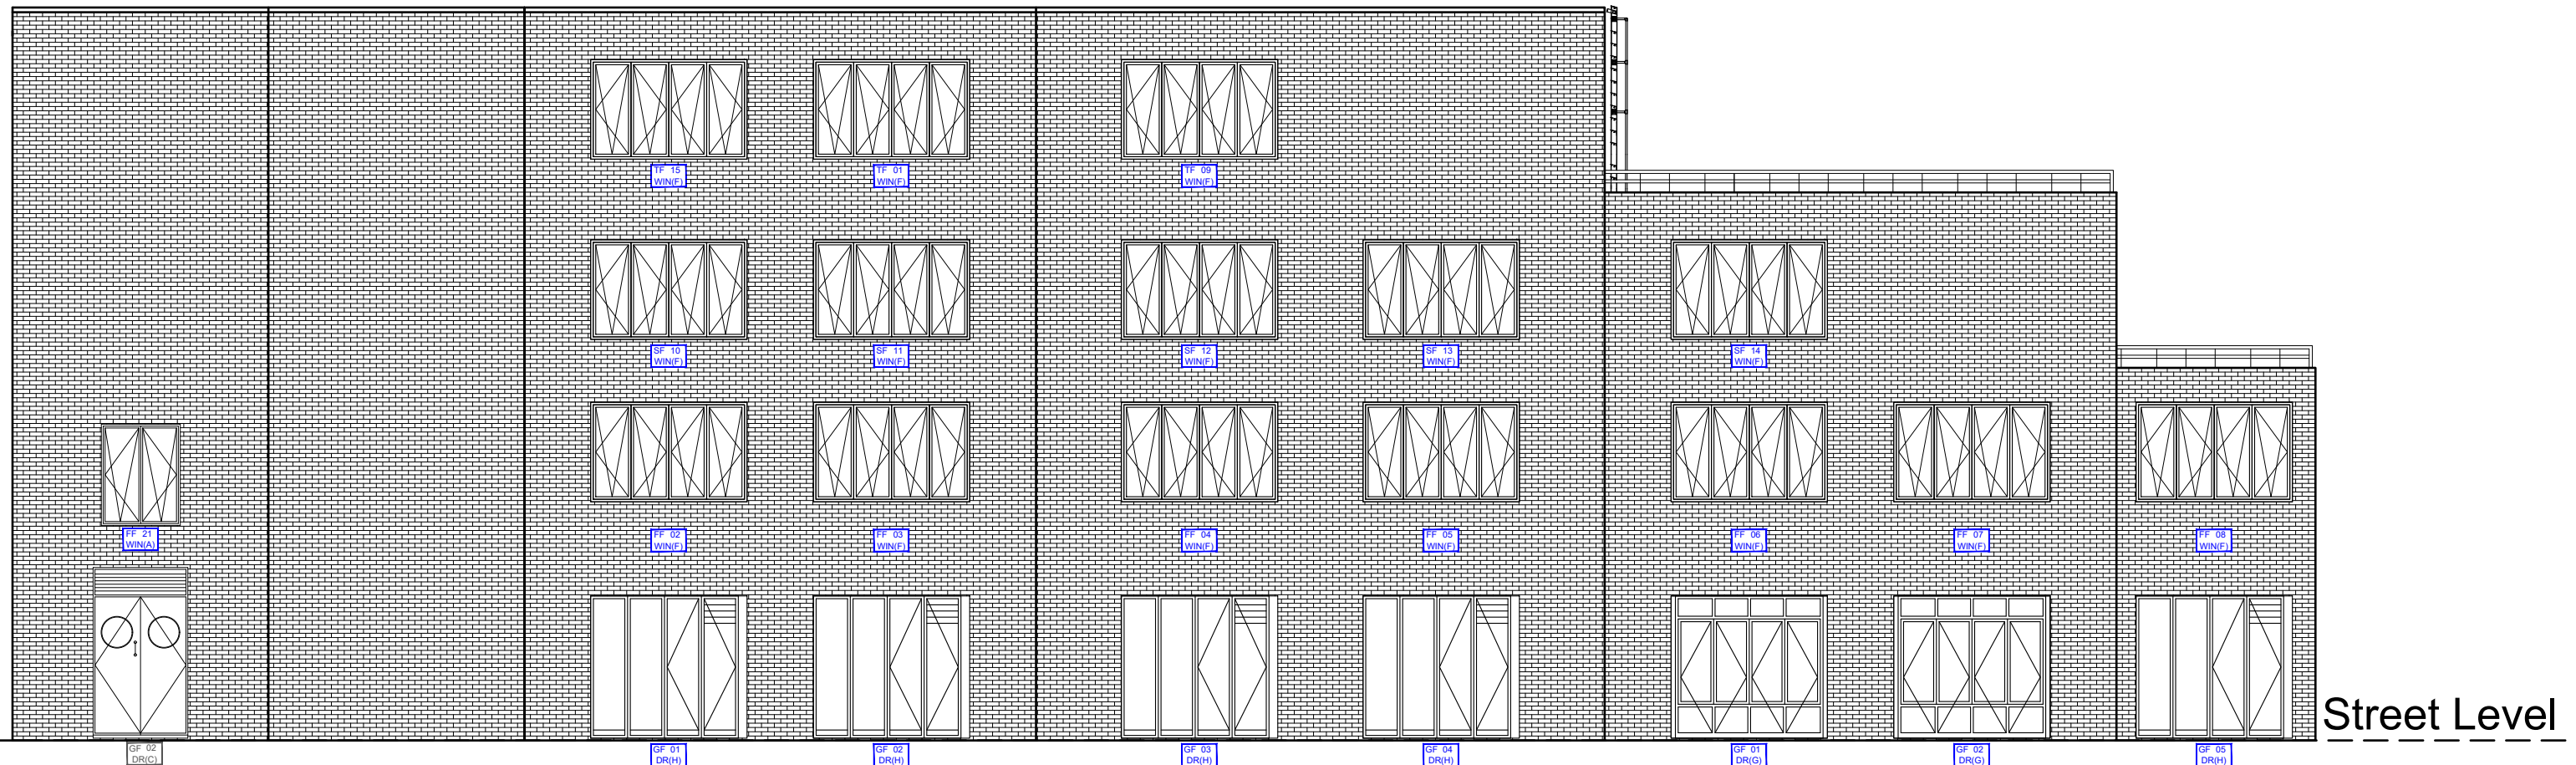 TF 15
WIN(F)
TF 01
WIN(F)
TF 09
WIN(F)
SF 10
WIN(F)
SF 11
WIN(F)
SF 12
WIN(F)
SF 13
WIN(F)
SF 14
WIN(F)
FF 21
WIN(A)
FF 02
WIN(F)
FF 03
WIN(F)
FF 04
WIN(F)
FF 05
WIN(F)
FF 06
WIN(F)
FF 07
WIN(F)
FF 08
WIN(F)
Street Level
GF 02
DR(C)
GF 01
DR(H)
GF 02
DR(H)
GF 03
DR(H)
GF 04
DR(H)
GF 01
DR(G)
GF 02
DR(G)
GF 05
DR(H)